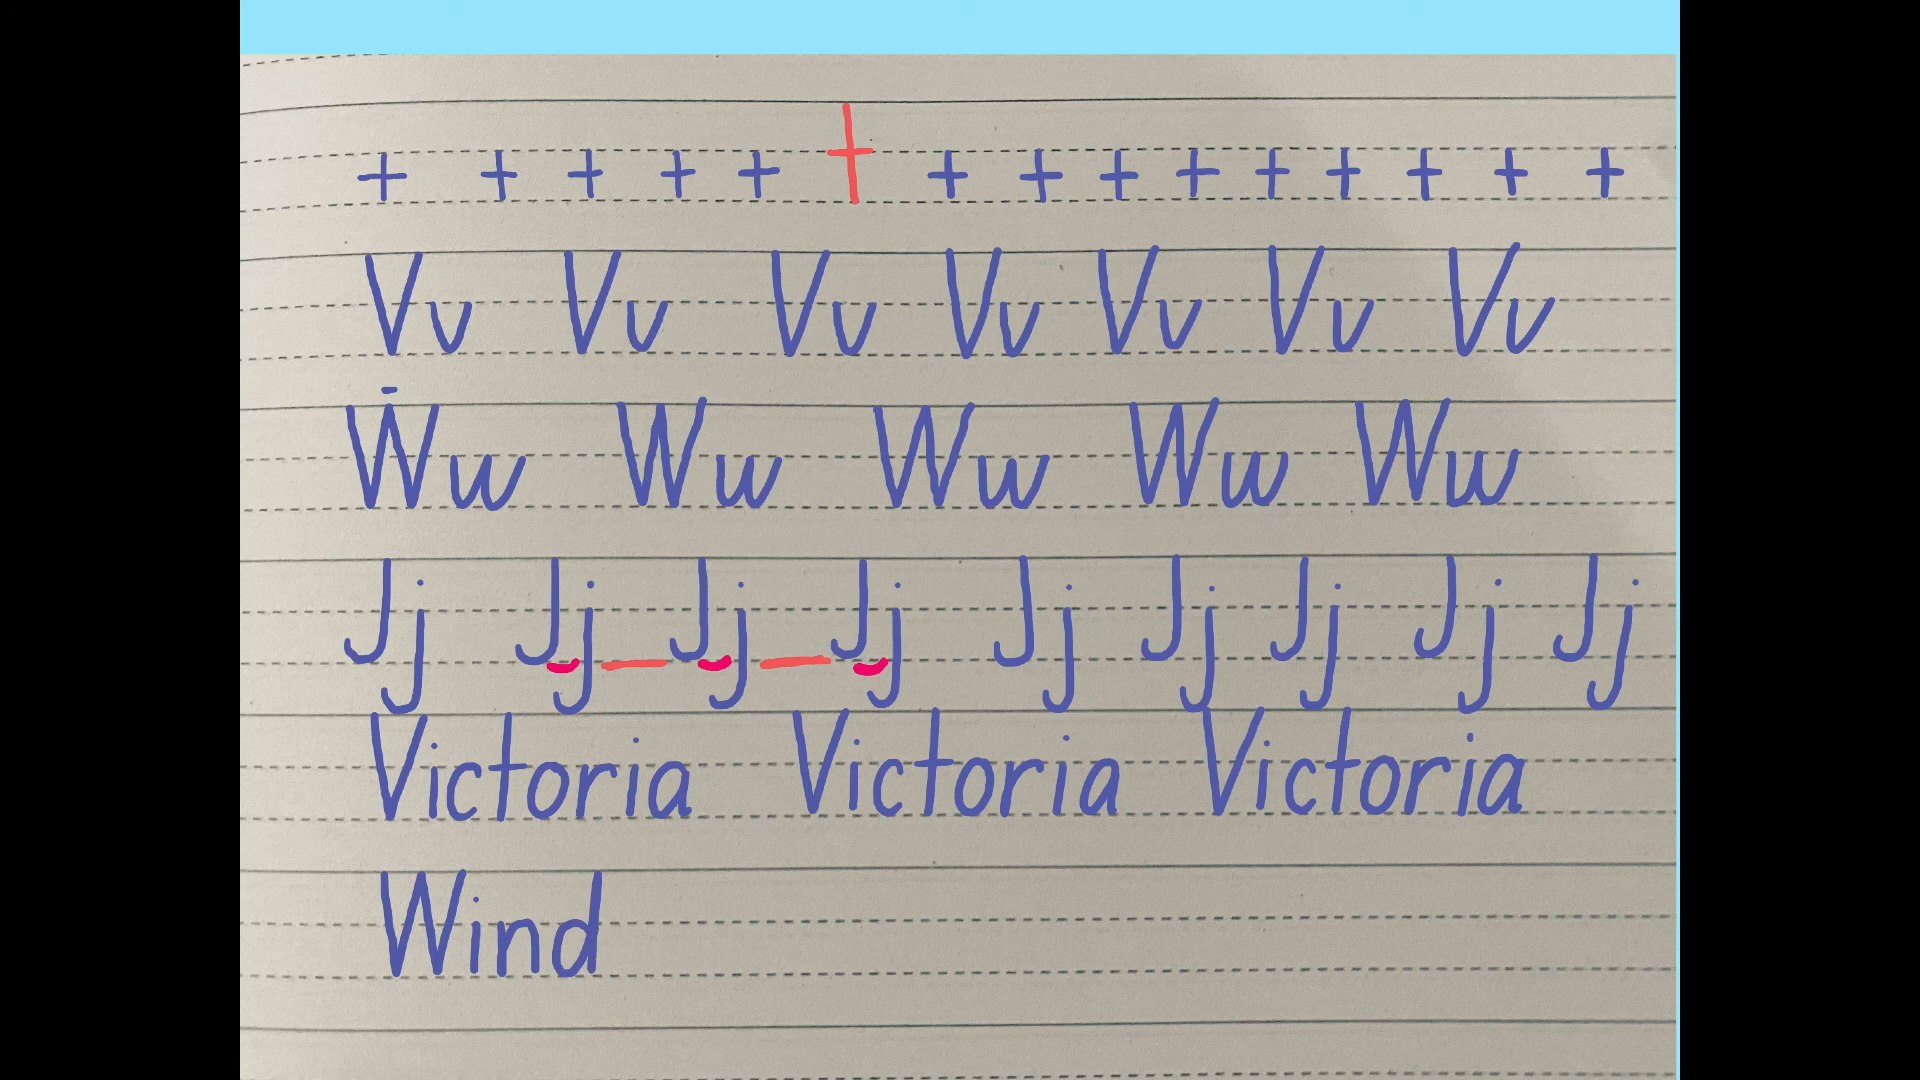 + + + + + t + + + + + + + + +
Vv Vv Vv Vv Vv Vv Vv
Ww Ww Ww Ww Ww
Jj Jj Jj Jj Jj Jj Jj Jj Jj
Victoria Victoria Victoria
Wind